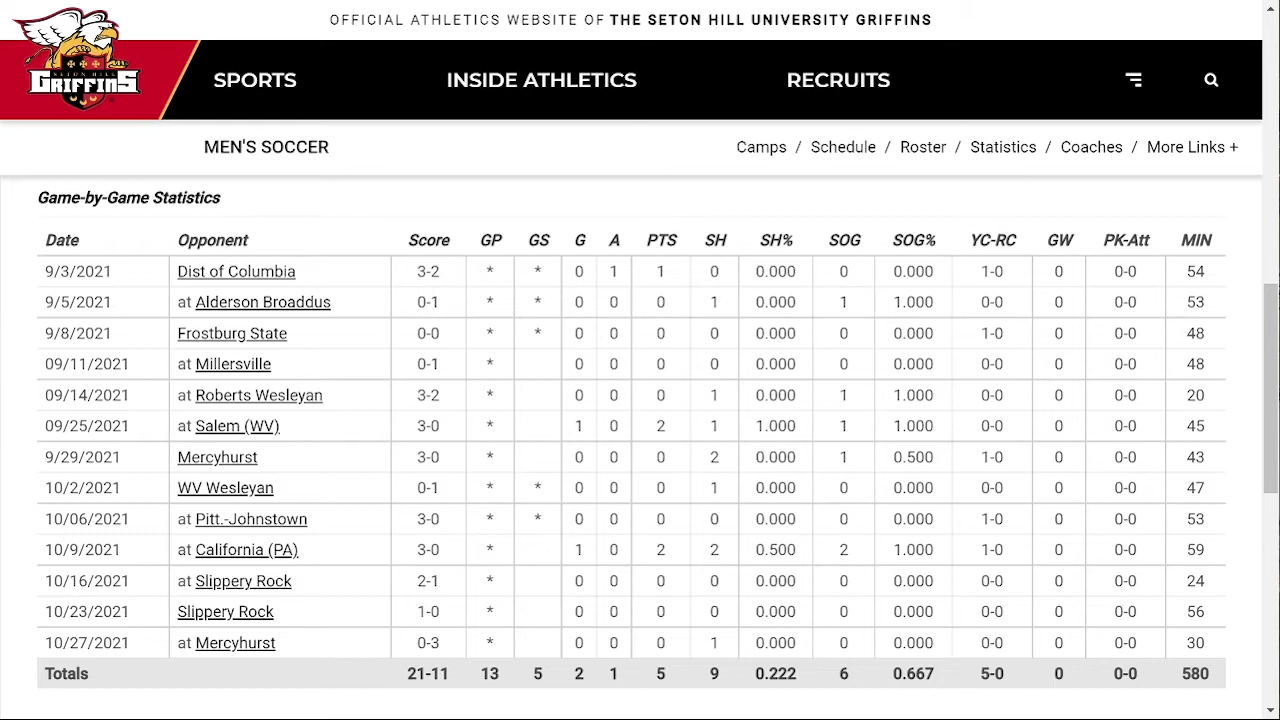 OFFICIAL ATHLETICS WEBSITE OF THE SETON HILL UNIVERSITY GRIFFINS
SETON HILL
GRIFFINS
SPORTS INSIDE ATHLETICS RECRUITS
MEN'S SOCCER Camps / Schedule / Roster / Statistics / Coaches / More Links +
Game-by-Game Statistics
Date Opponent Score GP GS G A PTS SH SH% SOG SOG% YC-RC GW PK-Att MIN
9/3/2021 Dist of Columbia 3-2 * * 0 1 1 0 0.000 0 0.000 1-0 0 0-0 54
9/5/2021 at Alderson Broaddus 0-1 * * 0 0 0 1 0.000 1 1.000 0-0 0 0-0 53
9/8/2021 Frostburg State 0-0 * * 0 0 0 0 0.000 0 0.000 1-0 0 0-0 48
09/11/2021 at Millersville 0-1 * 0 0 0 0 0.000 0 0.000 0-0 0 0-0 48
09/14/2021 at Roberts Wesleyan 3-2 * 0 0 0 1 0.000 1 1.000 0-0 0 0-0 20
09/25/2021 at Salem (WV) 3-0 * 1 0 2 1 1.000 1 1.000 0-0 0 0-0 45
9/29/2021 Mercyhurst 3-0 * 0 0 0 2 0.000 1 0.500 1-0 0 0-0 43
10/2/2021 WV Wesleyan 0-1 * * 0 0 0 1 0.000 0 0.000 0-0 0 0-0 47
10/06/2021 at Pitt.-Johnstown 3-0 * * 0 0 0 0 0.000 0 0.000 1-0 0 0-0 53
10/9/2021 at California (PA) 3-0 * 1 0 2 2 0.500 2 1.000 1-0 0 0-0 59
10/16/2021 at Slippery Rock 2-1 * 0 0 0 0 0.000 0 0.000 0-0 0 0-0 24
10/23/2021 Slippery Rock 1-0 * 0 0 0 0 0.000 0 0.000 0-0 0 0-0 56
10/27/2021 at Mercyhurst 0-3 * 0 0 0 1 0.000 0 0.000 0-0 0 0-0 30
Totals 21-11 13 5 2 1 5 9 0.222 6 0.667 5-0 0 0-0 580